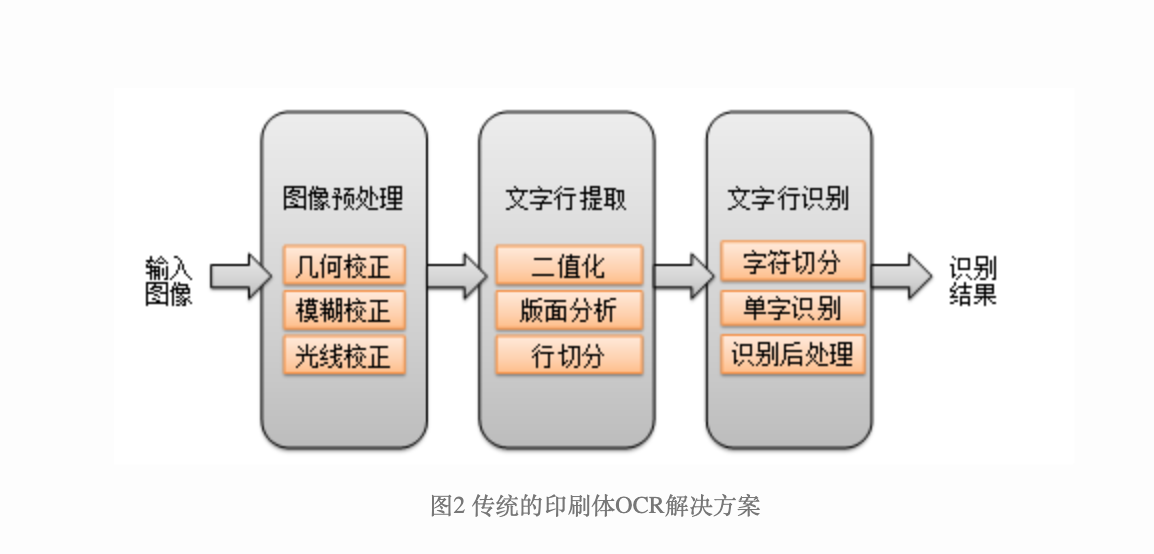 输入
图像
图像预处理
几何校正
模糊校正
光线校正
文字行提取
二值化
版面分析
行切分
文字行识别
字符切分
单字识别
识别后处理
识别
结果
图2 传统的印刷体OCR解决方案